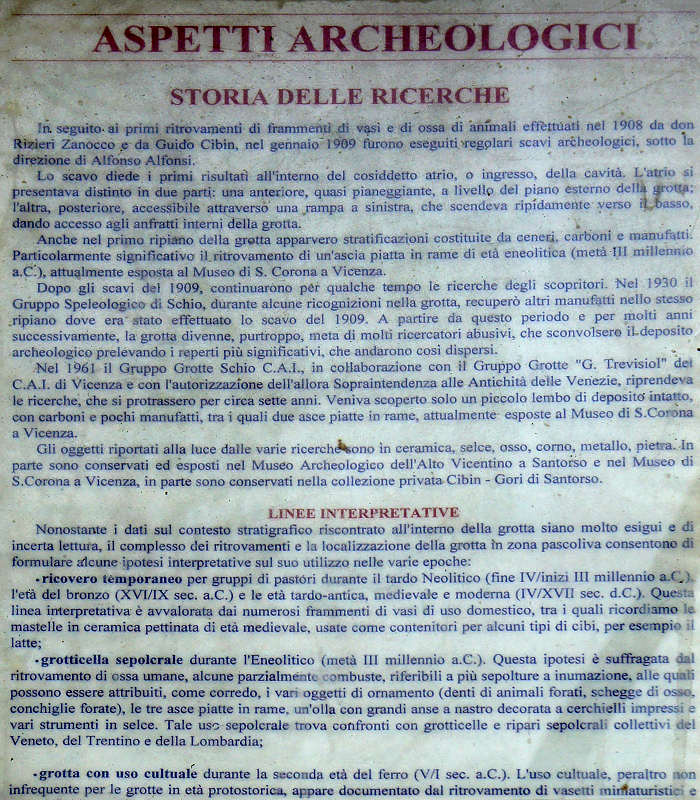 ASPETTI ARCHEOLOGICI
STORIA DELLE RICERCHE
In seguito ai primi ritrovamenti di frammenti di vasi e di ossa di animali effettuati nel 1908 da don
Rizieri Zanocco e da Guido Cibin, nel gennaio 1909 furono eseguiti regolari scavi archeologici, sotto la
direzione di Alfonso Alfonsi.
Lo scavo diede i primi risultati all'interno del cosiddetto atrio, o ingresso, della cavità. L'atrio si
presentava distinto in due parti: una anteriore, quasi pianeggiante, a livello del piano esterno della grotta;
l'altra, posteriore, accessibile attraverso una rampa a sinistra, che scendeva ripidamente verso il basso,
dando accesso agli anfratti interni della grotta.
Anche nel primo ripiano della grotta apparvero stratificazioni costituite da ceneri, carboni e manufatti.
Particolarmente significativo il ritrovamento di un'ascia piatta in rame di età eneolitica (metà III millennio
a.C.), attualmente esposta al Museo di S. Corona a Vicenza.
Dopo gli scavi del 1909, continuarono per qualche tempo le ricerche degli scopritori. Nel 1930 il
Gruppo Speleologico di Schio, durante alcune ricognizioni nella grotta, recuperò altri manufatti nello stesso
ripiano dove era stato effettuato lo scavo del 1909. A partire da questo periodo e per molti anni
successivamente, la grotta divenne, purtroppo, meta di molti ricercatori abusivi, che sconvolsero il deposito
archeologico prelevando i reperti più significativi, che andarono così dispersi.
Nel 1961 il Gruppo Grotte Schio C.A.I., in collaborazione con il Gruppo Grotte "G. Trevisiol" del
C.A.I. di Vicenza e con l'autorizzazione dell'allora Sopraintendenza alle Antichità delle Venezie, riprendeva
le ricerche, che si protrassero per circa sette anni. Veniva scoperto solo un piccolo lembo di deposito intatto,
con carboni e pochi manufatti, tra i quali due asce piatte in rame, attualmente esposte al Museo di S.Corona
a Vicenza.
Gli oggetti riportati alla luce dalle varie ricerche sono in ceramica, selce, osso, corno, metallo, pietra. In
parte sono conservati ed esposti nel Museo Archeologico dell'Alto Vicentino a Santorso e nel Museo di
S.Corona a Vicenza, in parte sono conservati nella collezione privata Cibin - Gori di Santorso.
LINEE INTERPRETATIVE
Nonostante i dati sul contesto stratigrafico riscontrato all'interno della grotta siano molto esigui e di
incerta lettura, il complesso dei ritrovamenti e la localizzazione della grotta in zona pascoliva consentono di
formulare alcune ipotesi interpretative sul suo utilizzo nelle varie epoche:
•ricovero temporaneo per gruppi di pastori durante il tardo Neolitico (fine IV/inizi III millennio a.C.),
l'età del bronzo (XVI/IX sec. a.C.) e le età tardo-antica, medievale e moderna (IV/XVII sec. d.C.). Questa
linea interpretativa è avvalorata dai numerosi frammenti di vasi di uso domestico, tra i quali ricordiamo le
mastelle in ceramica pettinata di età medievale, usate come contenitori per alcuni tipi di cibi, per esempio il
latte;
•grotticella sepolcrale durante l'Eneolitico (metà III millennio a.C.). Questa ipotesi è suffragata dal
ritrovamento di ossa umane, alcune parzialmente combuste, riferibili a più sepolture a inumazione, alle quali
possono essere attribuiti, come corredo, i vari oggetti di ornamento (denti di animali forati, schegge di osso,
conchiglie forate), le tre asce piatte in rame, un'olla con grandi anse a nastro decorata a cerchielli impressi e
vari strumenti in selce. Tale uso sepolcrale trova confronti con grotticelle e ripari sepolcrali collettivi del
Veneto, del Trentino e della Lombardia;
•grotta con uso cultuale durante la seconda età del ferro (V/I sec. a.C.). L'uso cultuale, peraltro non
infrequente per le grotte in età protostorica, appare documentato dal ritrovamento di vasetti miniaturistici e